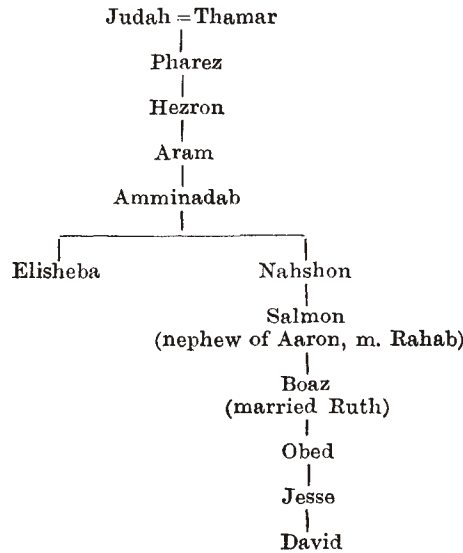 Judah = Thamar
Pharez
Hezron
Aram
Amminadab
Elisheba Nahshon
Salmon
(nephew of Aaron, m. Rahab)
Boaz
(married Ruth)
Obed
Jesse
David